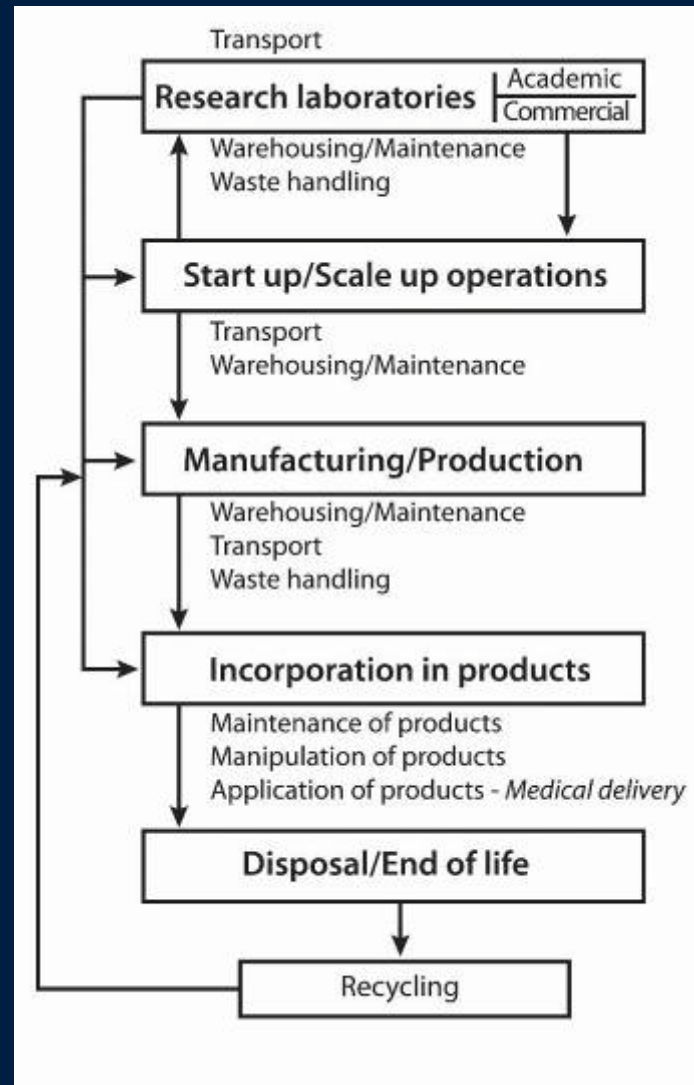 Transport
Research laboratories
Academic
Commercial
Warehousing/Maintenance
Waste handling
Start up/Scale up operations
Transport
Warehousing/Maintenance
Manufacturing/Production
Warehousing/Maintenance
Transport
Waste handling
Incorporation in products
Maintenance of products
Manipulation of products
Application of products - Medical delivery
Disposal/End of life
Recycling